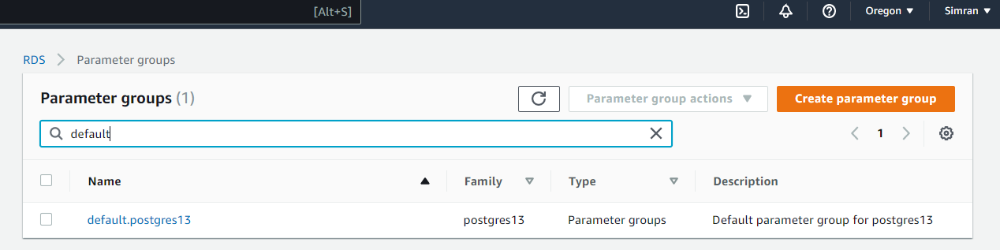 [Alt+S] Oregon ▼ Simran ▼
RDS > Parameter groups
Parameter groups (1) Parameter group actions ▼ Create parameter group
default 1
Name Family Type Description
default.postgres13 postgres13 Parameter groups Default parameter group for postgres13